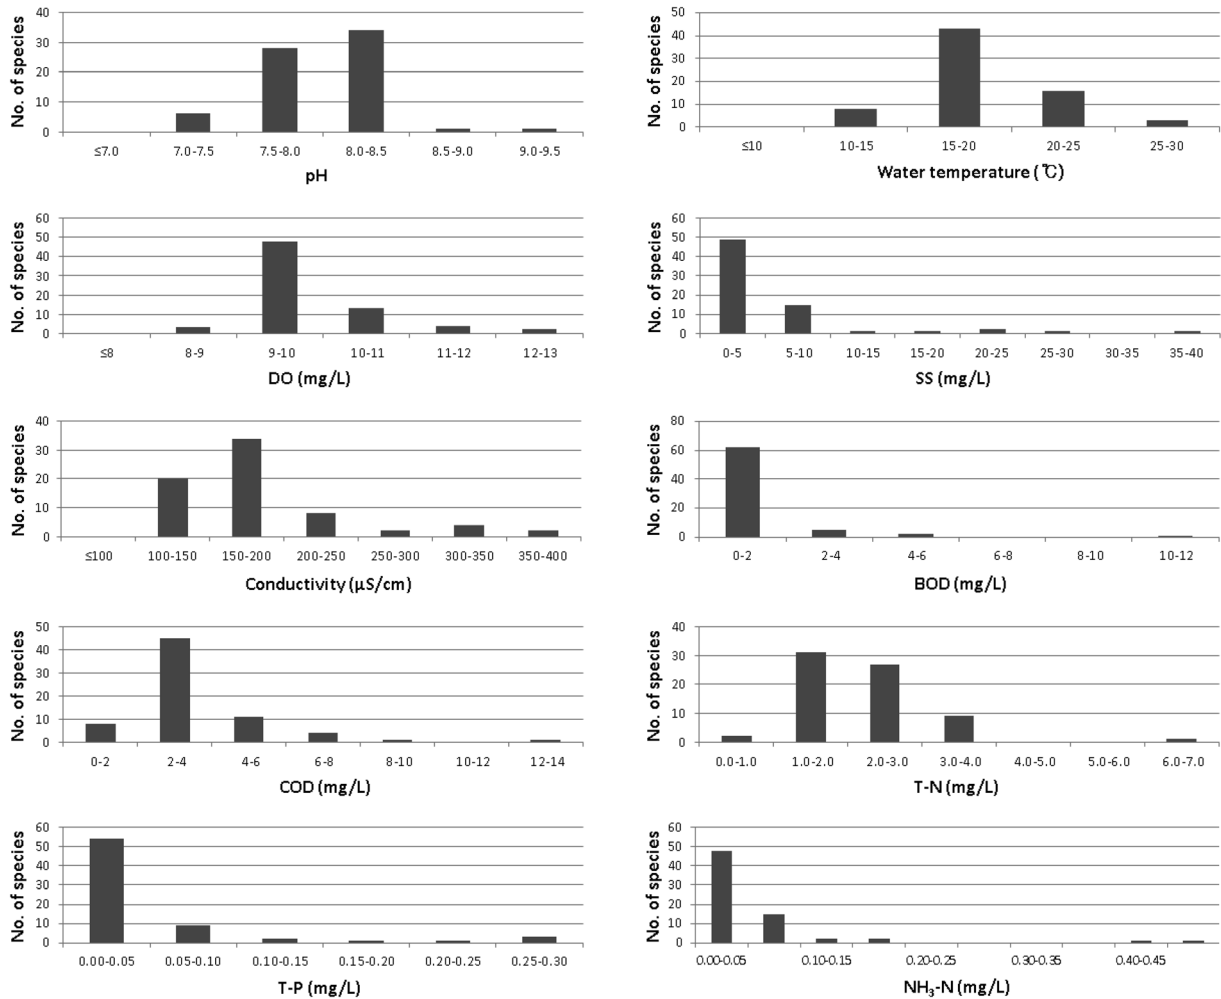 No. of species
40
30
20
10
0
≤7.0 7.0-7.5 7.5-8.0 8.0-8.5 8.5-9.0 9.0-9.5
pH
No. of species
50
40
30
20
10
0
≤10 10-15 15-20 20-25 25-30
Water temperature (℃)
No. of species
60
50
40
30
20
10
0
≤8 8-9 9-10 10-11 11-12 12-13
DO (mg/L)
No. of species
60
50
40
30
20
10
0
0-5 5-10 10-15 15-20 20-25 25-30 30-35 35-40
SS (mg/L)
No. of species
40
30
20
10
0
≤100 100-150 150-200 200-250 250-300 300-350 350-400
Conductivity (μS/cm)
No. of species
80
60
40
20
0
0-2 2-4 4-6 6-8 8-10 10-12
BOD (mg/L)
No. of species
50
40
30
20
10
0
0-2 2-4 4-6 6-8 8-10 10-12 12-14
COD (mg/L)
No. of species
40
30
20
10
0
0.0-1.0 1.0-2.0 2.0-3.0 3.0-4.0 4.0-5.0 5.0-6.0 6.0-7.0
T-N (mg/L)
No. of species
60
50
40
30
20
10
0
0.00-0.05 0.05-0.10 0.10-0.15 0.15-0.20 0.20-0.25 0.25-0.30
T-P (mg/L)
No. of species
60
50
40
30
20
10
0
0.00-0.05 0.10-0.15 0.20-0.25 0.30-0.35 0.40-0.45
NH₃-N (mg/L)